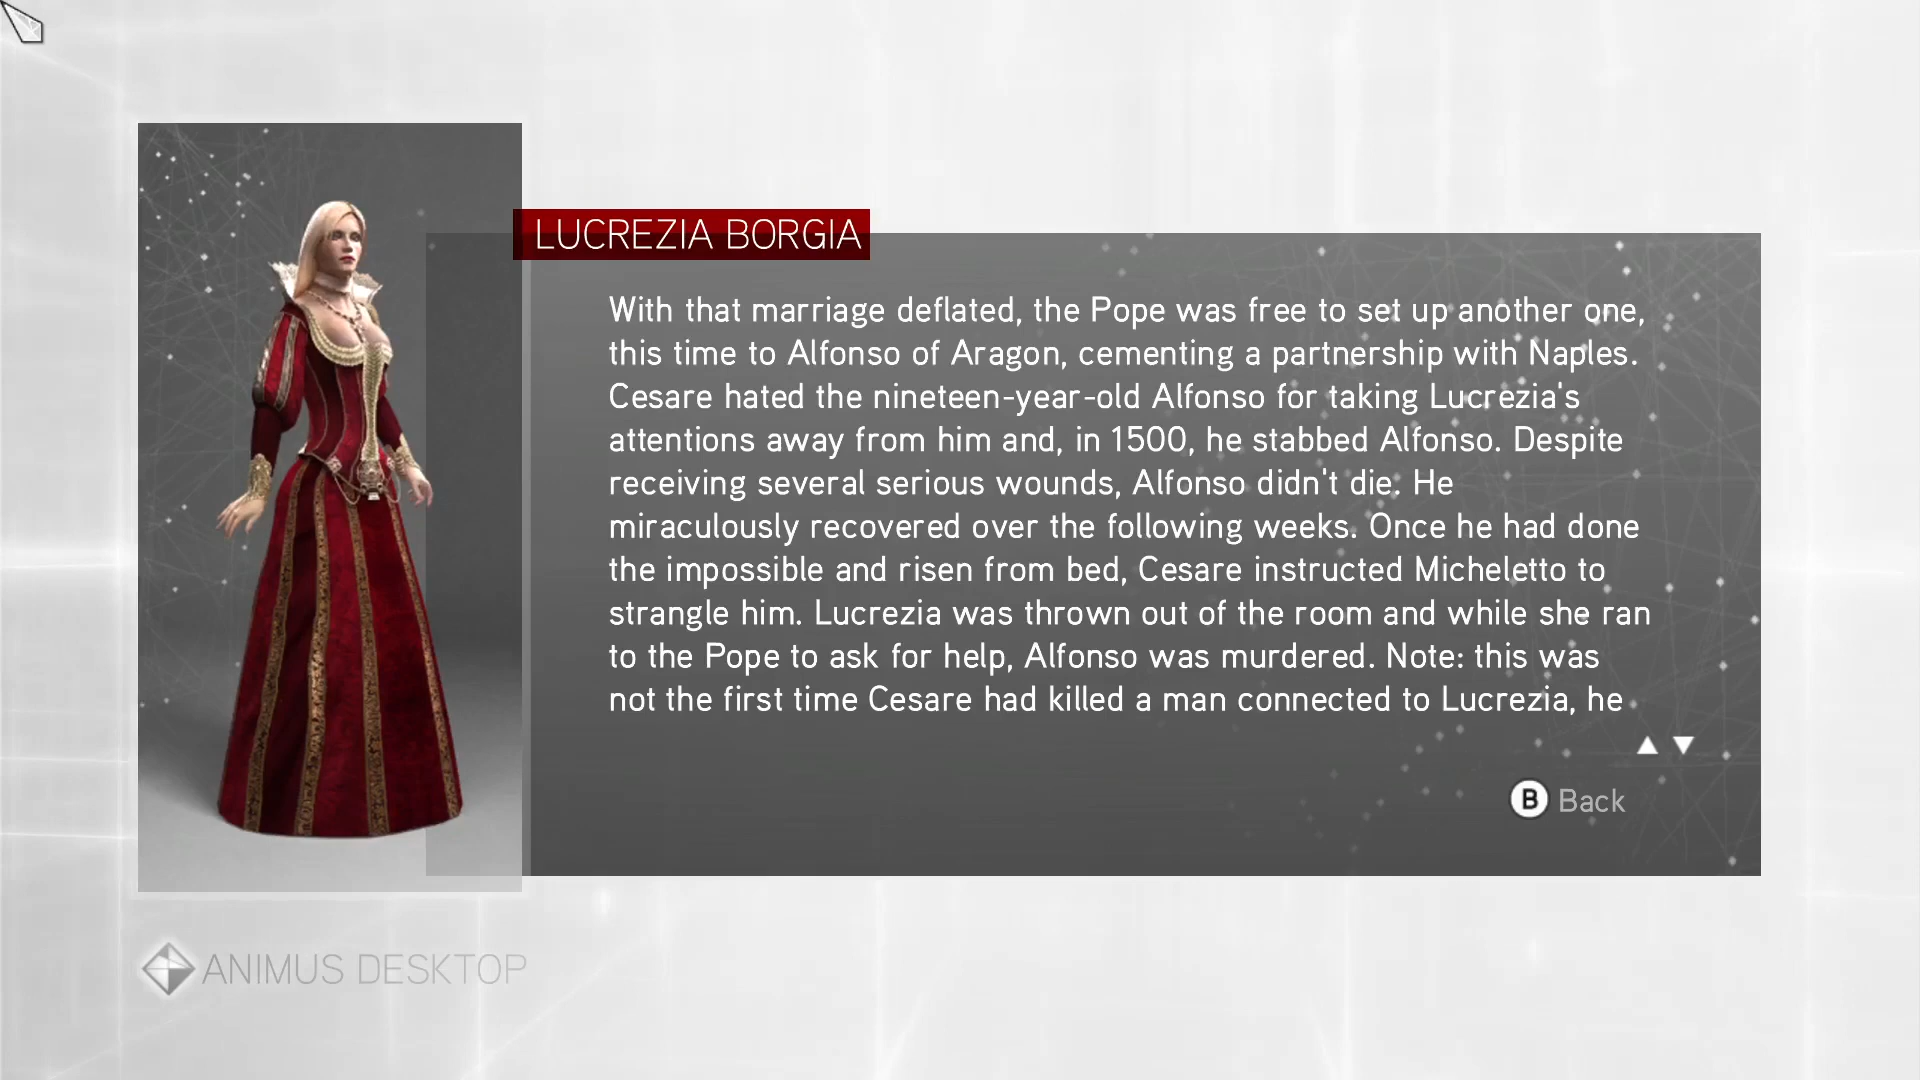 LUCREZIA BORGIA
With that marriage deflated, the Pope was free to set up another one,
this time to Alfonso of Aragon, cementing a partnership with Naples.
Cesare hated the nineteen-year-old Alfonso for taking Lucrezia's
attentions away from him and, in 1500, he stabbed Alfonso. Despite
receiving several serious wounds, Alfonso didn't die. He
miraculously recovered over the following weeks. Once he had done
the impossible and risen from bed, Cesare instructed Micheletto to
strangle him. Lucrezia was thrown out of the room and while she ran
to the Pope to ask for help, Alfonso was murdered. Note: this was
not the first time Cesare had killed a man connected to Lucrezia, he
B Back
ANIMUS DESKTOP